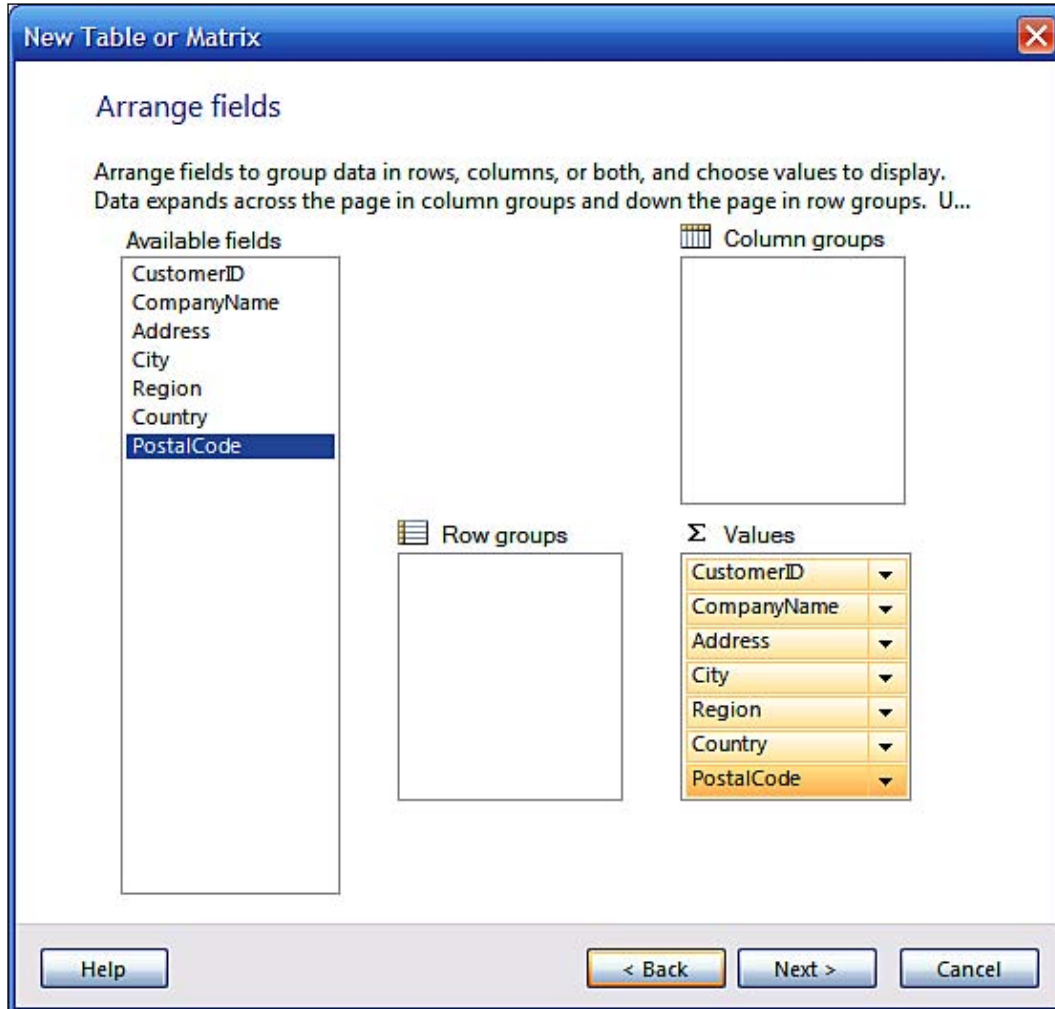 New Table or Matrix
Arrange fields
Arrange fields to group data in rows, columns, or both, and choose values to display.
Data expands across the page in column groups and down the page in row groups. U...
Available fields
CustomerID
CompanyName
Address
City
Region
Country
PostalCode
Column groups
Row groups
Σ Values
CustomerID
CompanyName
Address
City
Region
Country
PostalCode
Help
< Back
Next >
Cancel